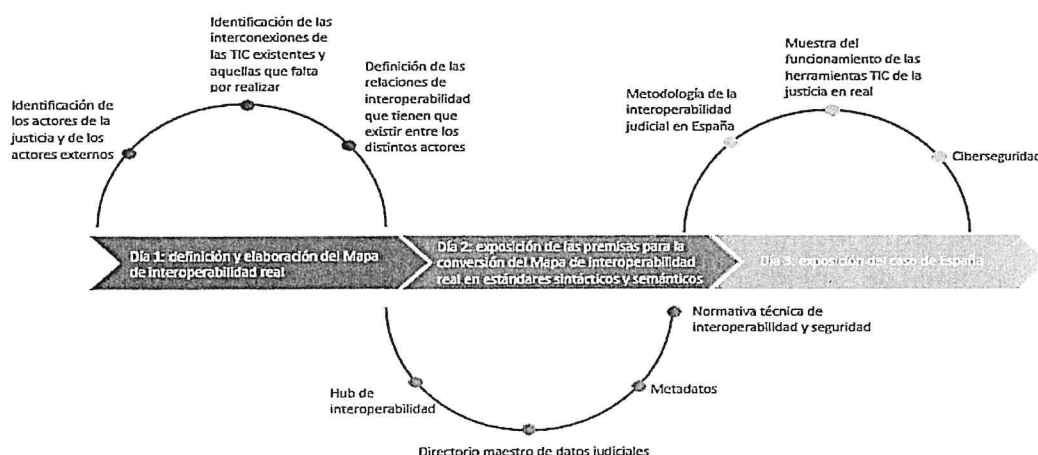 Identificación de
los actores de la
justicia y de los
actores externos
Identificación de las
interconexiones de
las TIC existentes y
aquellas que falta
por realizar
Definición de las
relaciones de
interoperabilidad
que tienen que
existir entre los
distintos actores
Metodología de la
interoperabilidad
judicial en España
Muestra del
funcionamiento de las
herramientas TIC de la
justicia en real
Ciberseguridad
Día 1: definición y elaboración del Mapa
de interoperabilidad real
Día 2: exposición de las premisas para la
conversión del Mapa de interoperabilidad
real en estándares sintácticos y semánticos
Día 3: exposición del caso de España
Hub de
interoperabilidad
Directorio maestro de datos judiciales
Metadatos
Normativa técnica de
interoperabilidad y seguridad